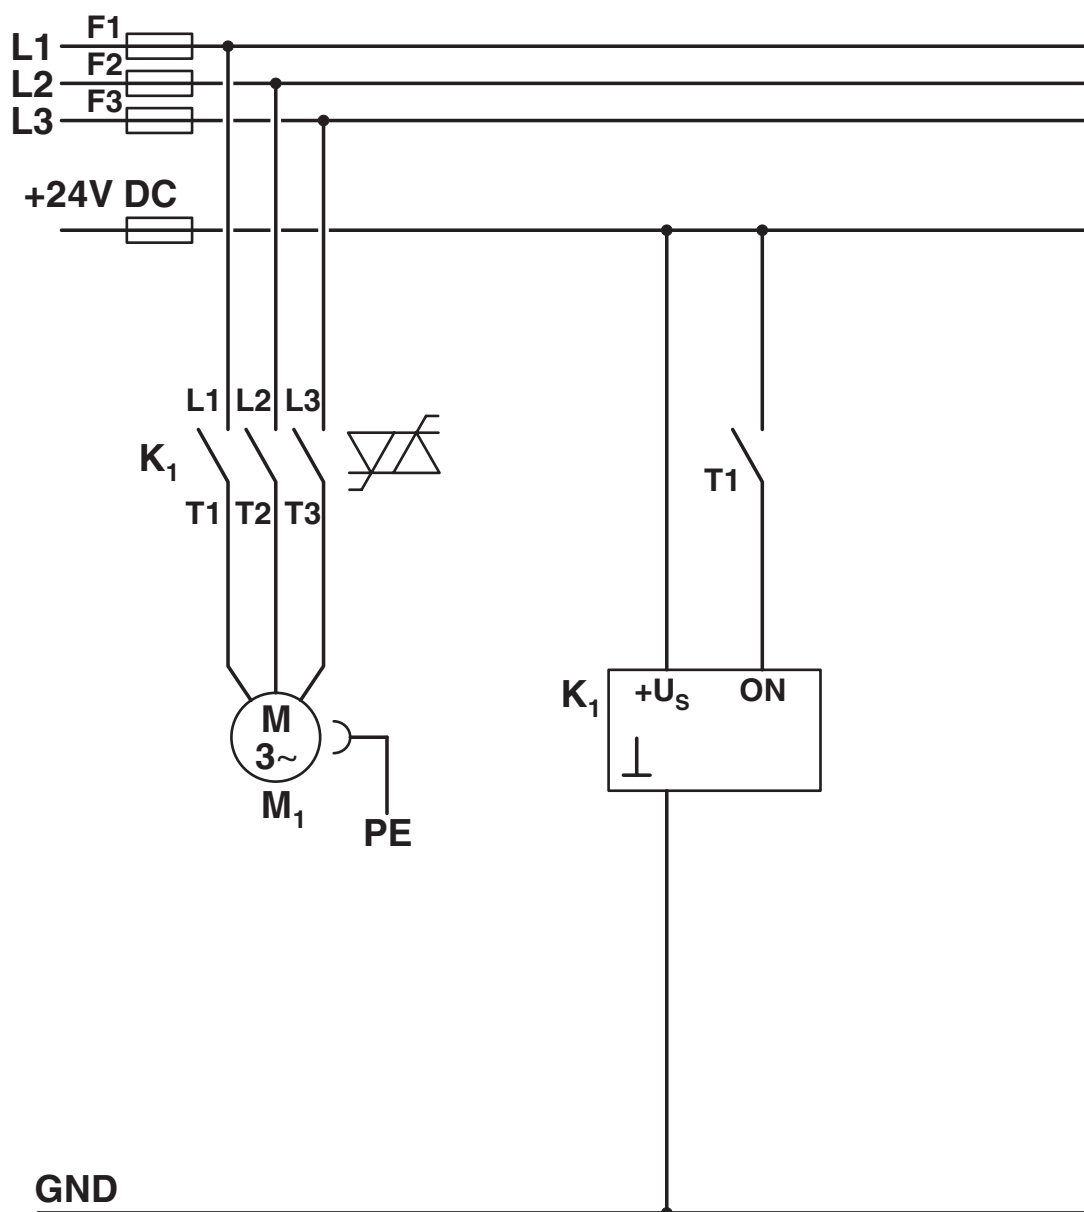 F1
L1
F2
L2
F3
L3
+24V DC
L1 L2 L3
K1
T1 T2 T3
T1
M
3~
M1
PE
K1
+US ON
GND